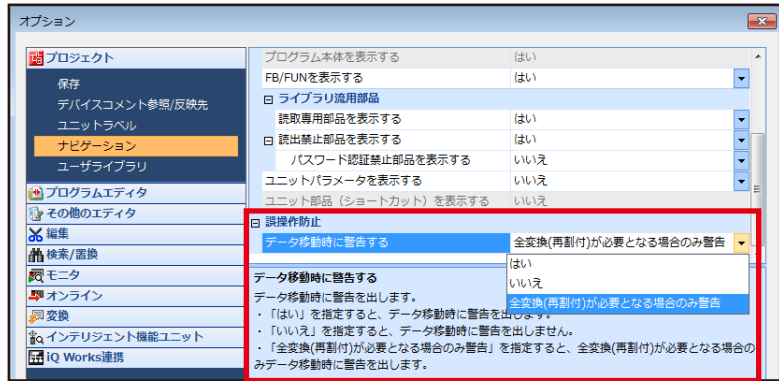 オプション
プロジェクト
保存
デバイスコメント参照/反映先
ユニットラベル
ナビゲーション
ユーザライブラリ
プログラムエディタ
その他のエディタ
編集
検索/置換
モニタ
オンライン
変換
インテリジェント機能ユニット
iQ Works連携
プログラム本体を表示する はい
FB/FUNを表示する はい
ライブラリ流用部品
読取専用部品を表示する はい
読出禁止部品を表示する はい
パスワード認証禁止部品を表示する いいえ
ユニットパラメータを表示する いいえ
ユニット部品（ショートカット）を表示する いいえ
誤操作防止
データ移動時に警告する 全変換(再割付)が必要となる場合のみ警告
はい
いいえ
全変換(再割付)が必要となる場合のみ警告
データ移動時に警告する
データ移動時に警告を出します。
・「はい」を指定すると、データ移動時に警告を出します。
・「いいえ」を指定すると、データ移動時に警告を出しません。
・「全変換(再割付)が必要となる場合のみ警告」を指定すると、全変換(再割付)が必要となる場合の
みデータ移動時に警告を出します。